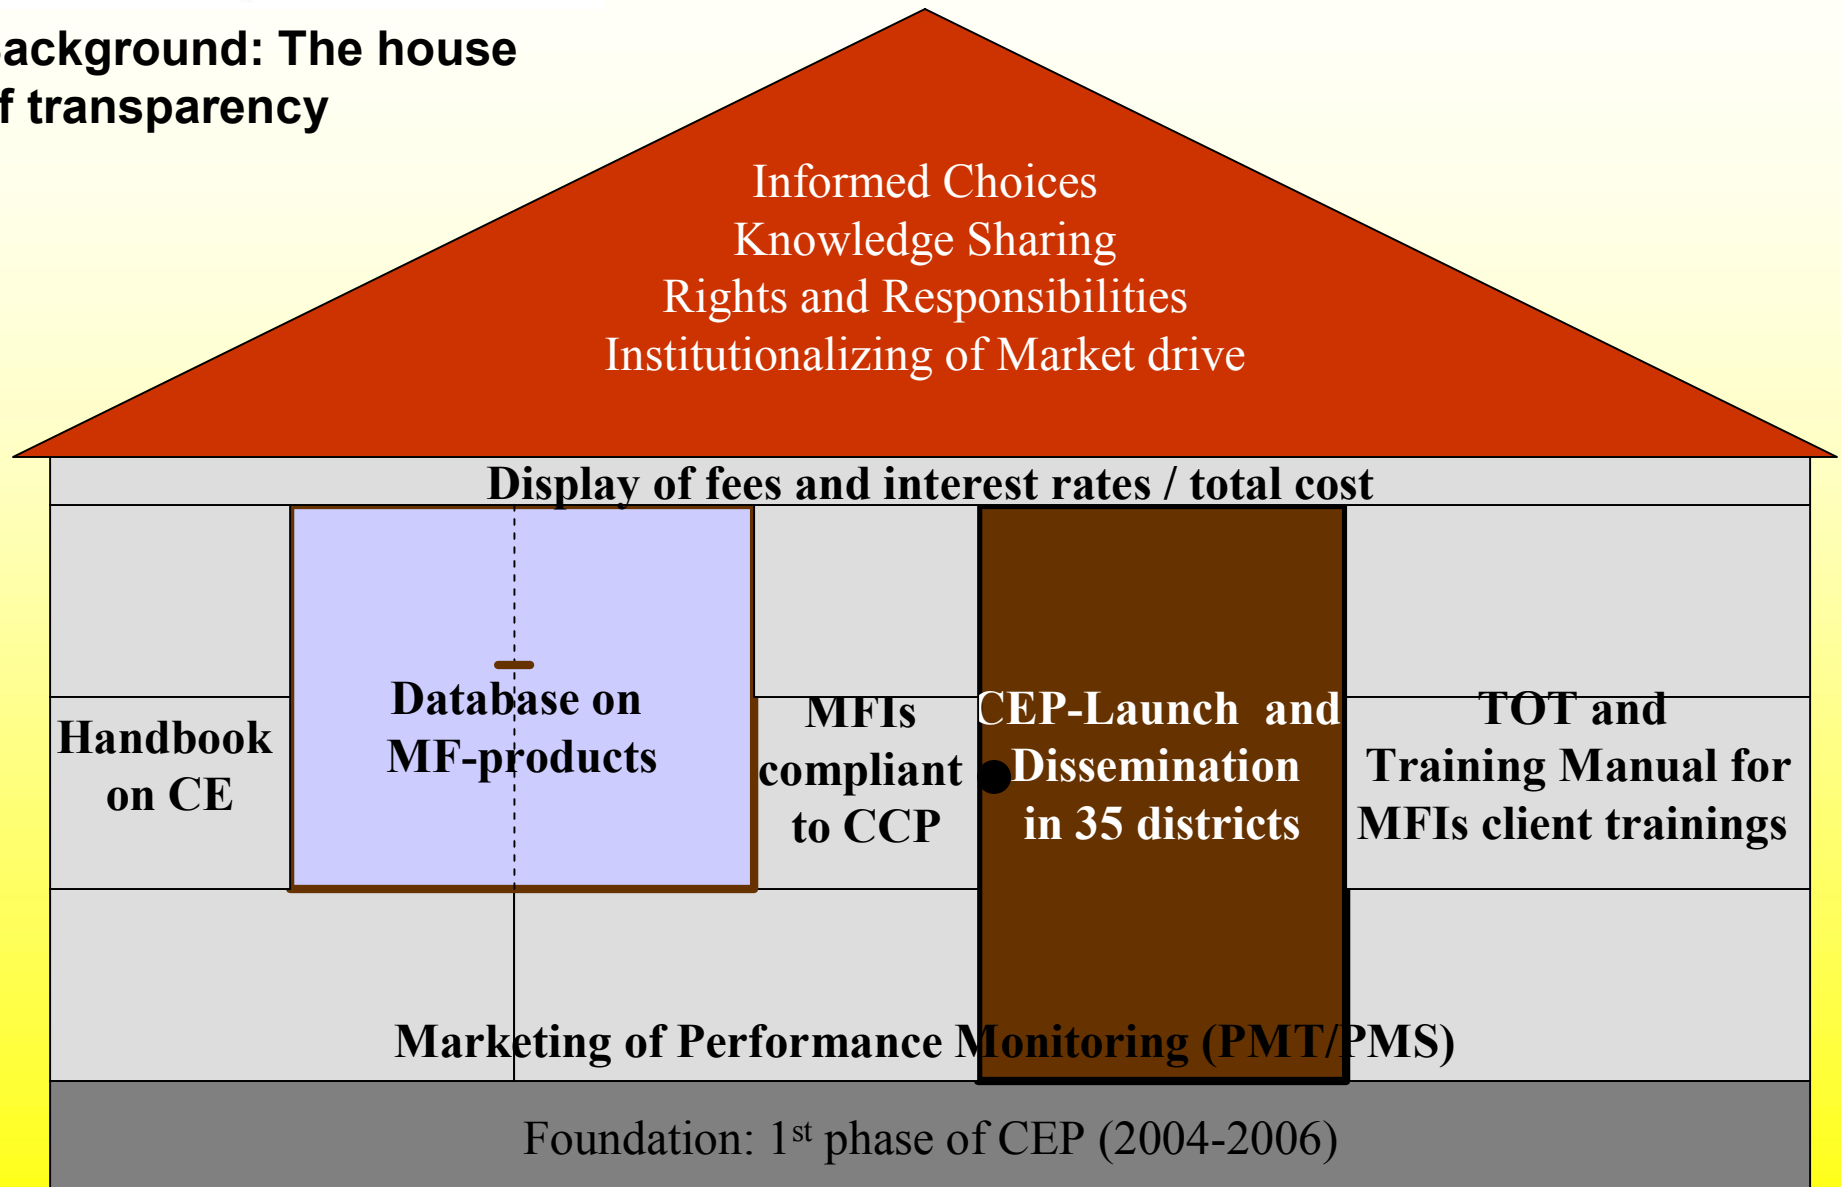 ackground: The house
f transparency
Informed Choices
Knowledge Sharing
Rights and Responsibilities
Institutionalizing of Market drive
Display of fees and interest rates / total cost
Handbook
on CE
Database on
MF-products
MFIs
compliant
to CCP
CEP-Launch and
Dissemination
in 35 districts
TOT and
Training Manual for
MFIs client trainings
Marketing of Performance Monitoring (PMT/PMS)
Foundation: 1st phase of CEP (2004-2006)